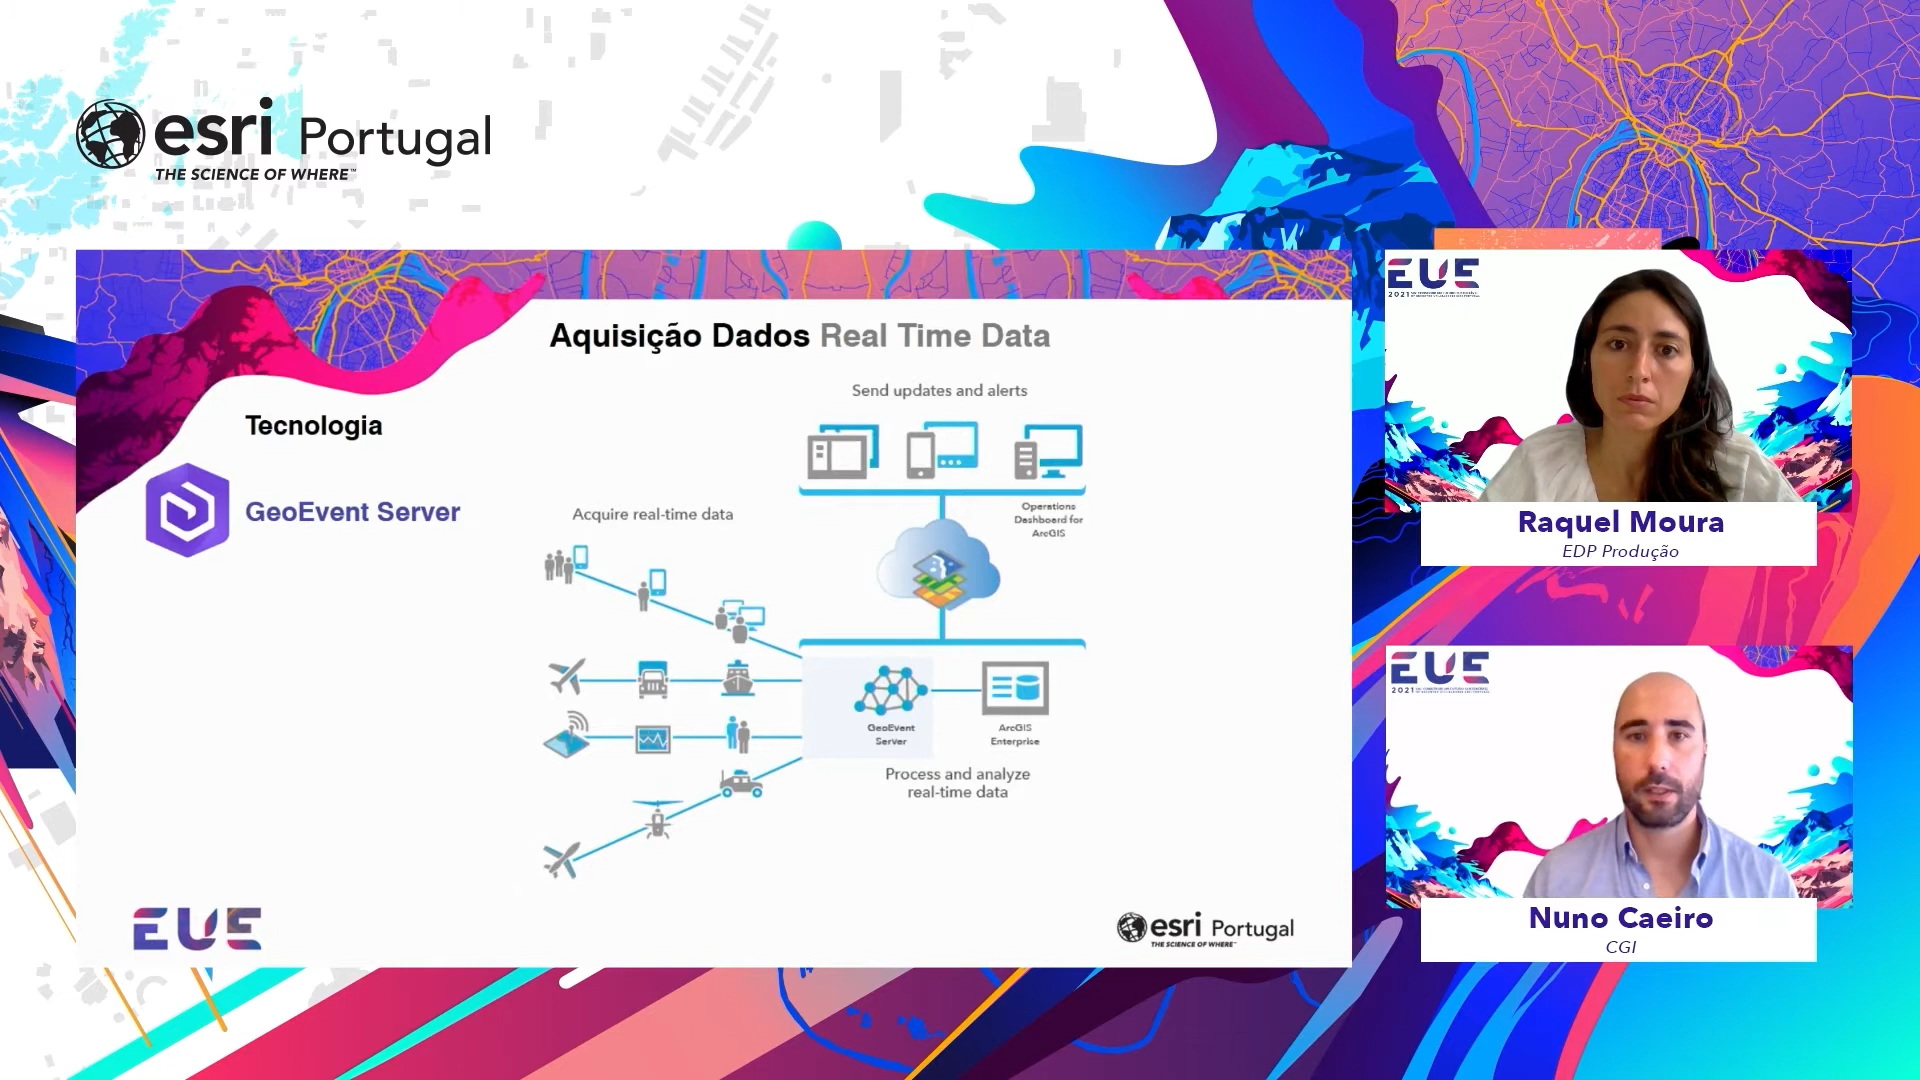 esri Portugal
THE SCIENCE OF WHERE™
Aquisição Dados Real Time Data
Tecnologia
GeoEvent Server
Send updates and alerts
Operations
Dashboard for
ArcGIS
Acquire real-time data
GeoEvent
Server
ArcGIS
Enterprise
Process and analyze
real-time data
EUE
esri Portugal
THE SCIENCE OF WHERE™
EUE
2021
Raquel Moura
EDP Produção
EUE
2021
Nuno Caeiro
CGI